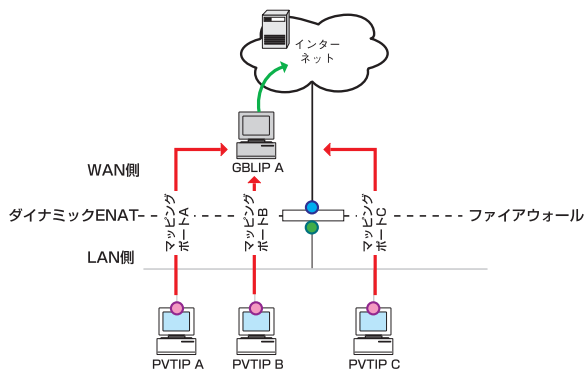 インター
ネット
GBLIP A
WAN側
ダイナミックENAT
マッピング
ポートA
マッピング
ポートB
マッピング
ポートC
ファイアウォール
LAN側
PVTIP A
PVTIP B
PVTIP C